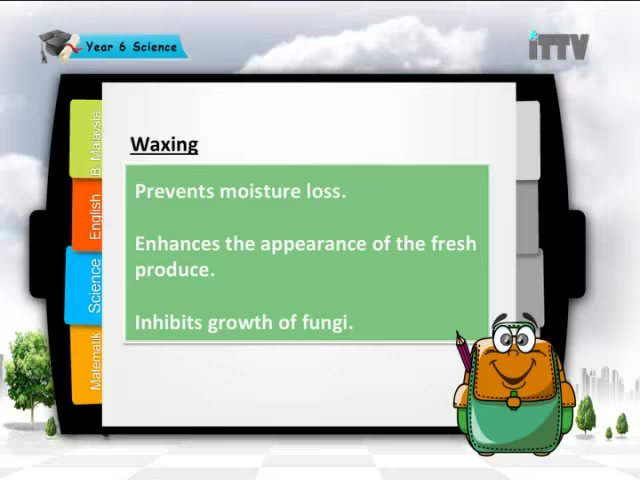 Year 6 Science
iTTV
B. Malaysia
English
Science
Matematik
Waxing
Prevents moisture loss.
Enhances the appearance of the fresh
produce.
Inhibits growth of fungi.